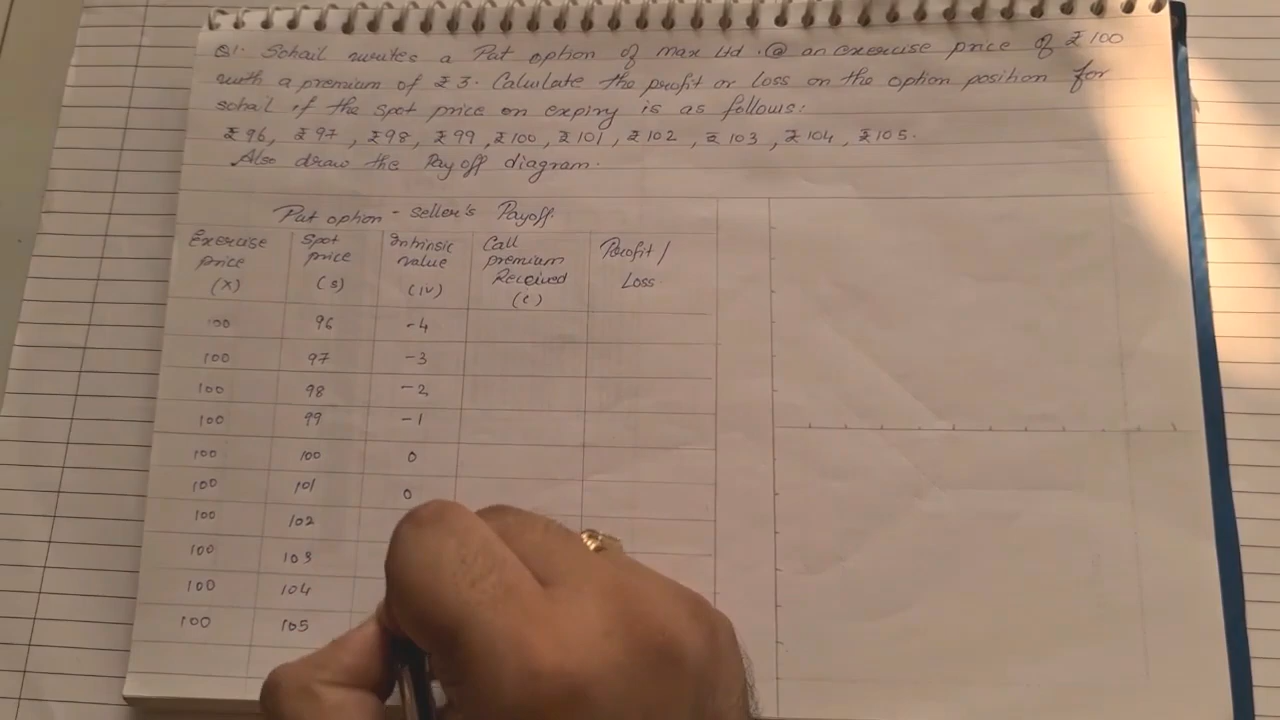 Q1. Sohail writes a Put option of Max Ltd. @ an exercise price of ₹100
with a premium of ₹3. Calculate the profit or loss on the option position for
sohail if the spot price on expiry is as follows:
₹96, ₹97, ₹98, ₹99, ₹100, ₹101, ₹102, ₹103, ₹104, ₹105.
Also draw the Pay off diagram.
Put option - seller's Payoff.
Exercise price (X) Spot price (S) Intrinsic value (IV) Call premium Received (c) Profit / Loss
100 96 -4
100 97 -3
100 98 -2
100 99 -1
100 100 0
100 101 0
100 102
100 103
100 104
100 105